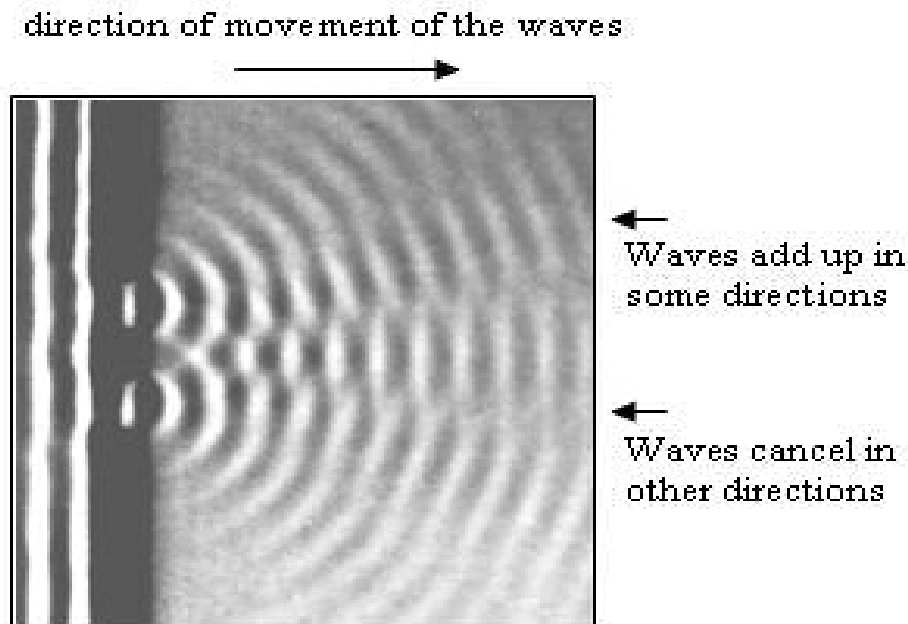 direction of movement of the waves
Waves add up in
some directions
Waves cancel in
other directions